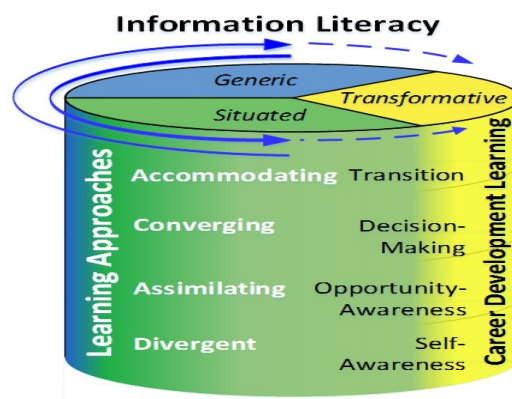 Information Literacy
Generic
Transformative
Situated
Learning Approaches
Accommodating
Transition
Converging
Decision-
Making
Assimilating
Opportunity-
Awareness
Divergent
Self-
Awareness
Career Development Learning